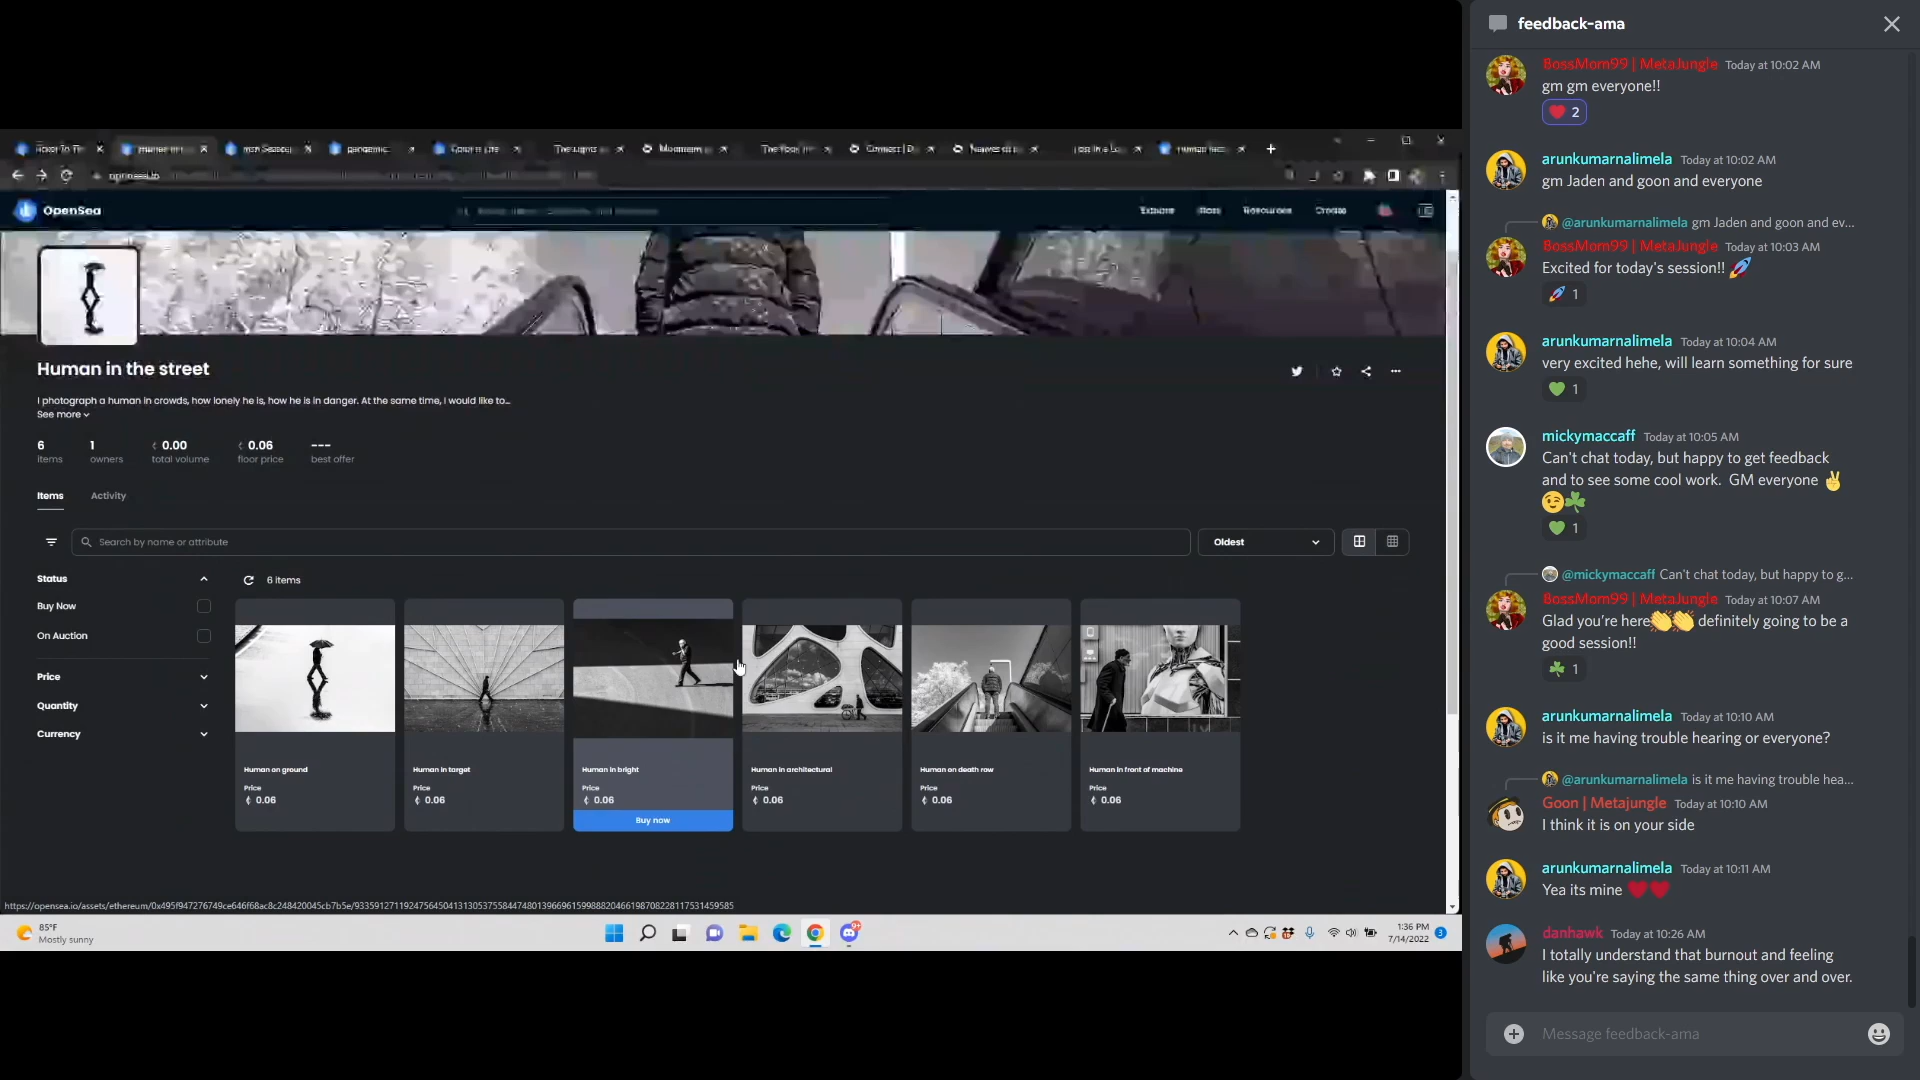 OpenSea
Explore
Stats
Resources
Create
Human in the street
I photograph a human in crowds, how lonely he is, how he is in danger. At the same time, I would like to...
See more
6
items
1
owners
0.00
total volume
0.06
floor price
---
best offer
Items
Activity
Search by name or attribute
Oldest
Status
Buy Now
On Auction
Price
Quantity
Currency
6 items
Human on ground
Price
0.06
Human in target
Price
0.06
Human in bright
Price
0.06
Buy now
Human in architectural
Price
0.06
Human on death row
Price
0.06
Human in front of machine
Price
0.06
85°F
Mostly sunny
1:36 PM
7/14/2022
3
feedback-ama
BossMom99 | MetaJungle Today at 10:02 AM
gm gm everyone!!
2
arunkumarnalimela Today at 10:02 AM
gm Jaden and goon and everyone
@arunkumarnalimela gm Jaden and goon and ev...
BossMom99 | MetaJungle Today at 10:03 AM
Excited for today's session!! 🚀
1
arunkumarnalimela Today at 10:04 AM
very excited hehe, will learn something for sure
1
mickymaccaff Today at 10:05 AM
Can't chat today, but happy to get feedback
and to see some cool work. GM everyone ✌
😉☘
1
@mickymaccaff Can't chat today, but happy to g...
BossMom99 | MetaJungle Today at 10:07 AM
Glad you're here👏👏 definitely going to be a
good session!!
1
arunkumarnalimela Today at 10:10 AM
is it me having trouble hearing or everyone?
@arunkumarnalimela is it me having trouble hea...
Goon | Metajungle Today at 10:10 AM
I think it is on your side
arunkumarnalimela Today at 10:11 AM
Yea its mine ❤❤
danhawk Today at 10:26 AM
I totally understand that burnout and feeling
like you're saying the same thing over and over.
Message feedback-ama